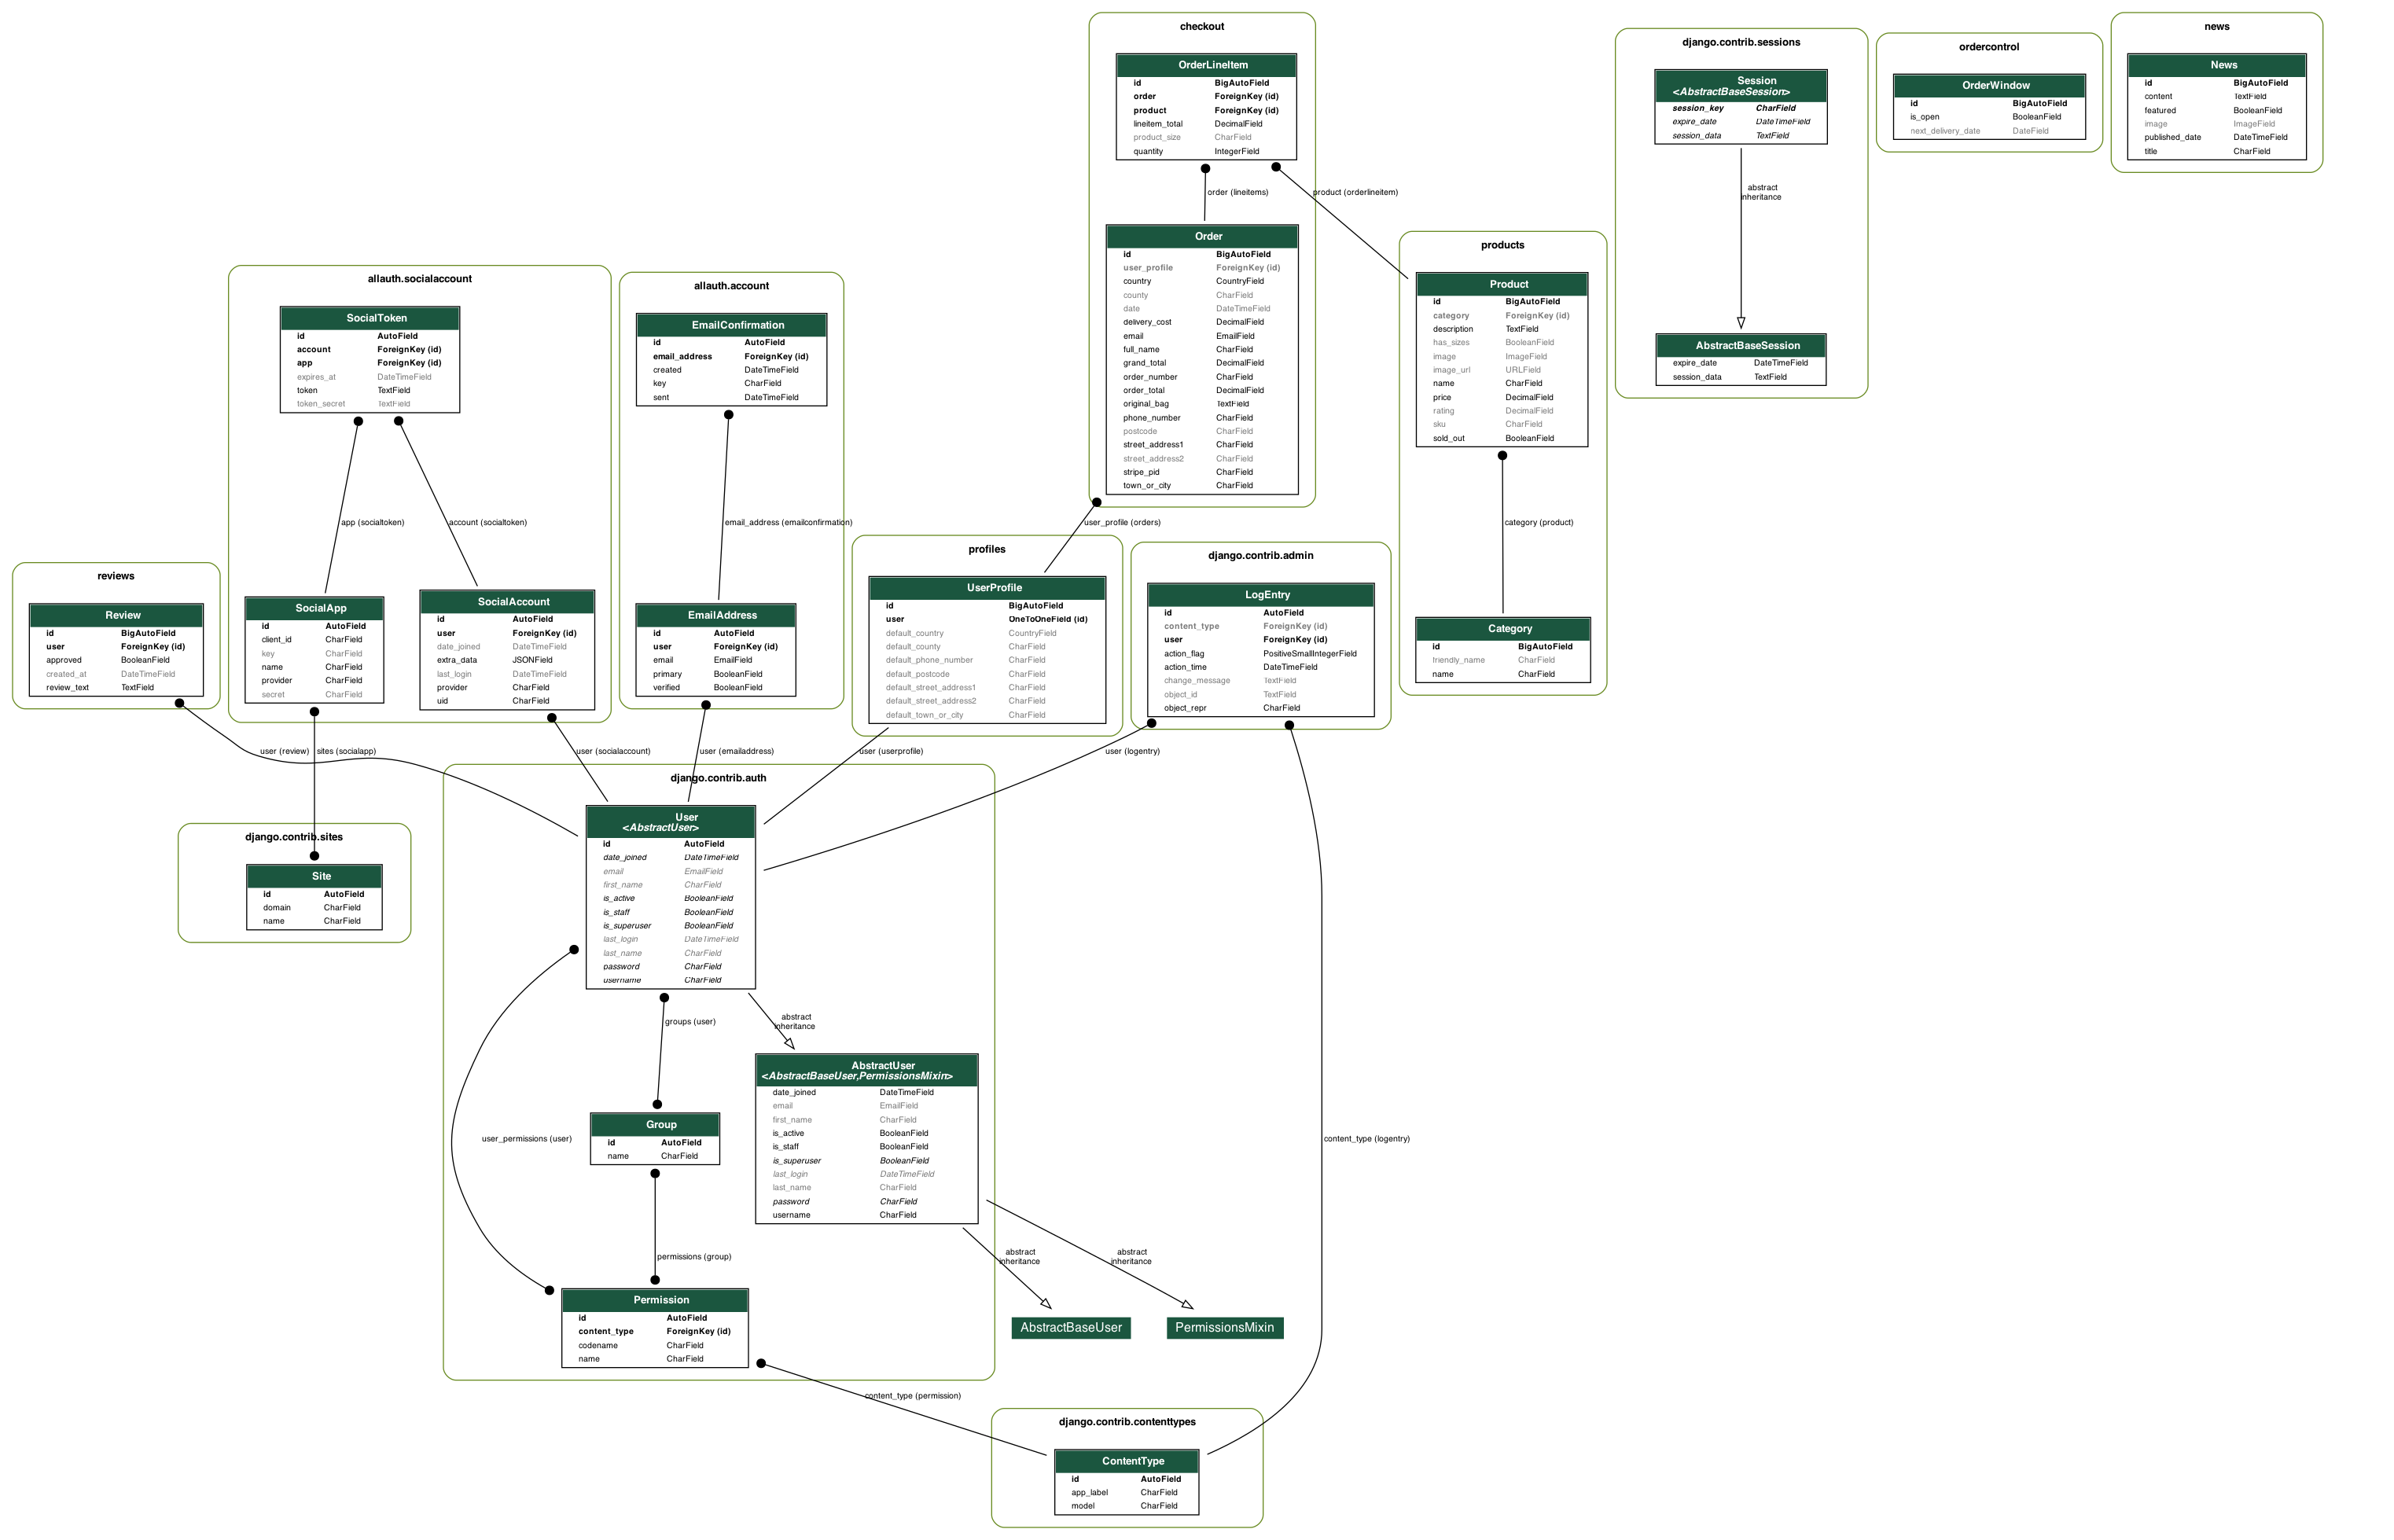 checkout
OrderLineItem
id BigAutoField
order ForeignKey (id)
product ForeignKey (id)
lineitem_total DecimalField
product_size CharField
quantity IntegerField
order (lineitems)
product (orderlineitem)
Order
id BigAutoField
user_profile ForeignKey (id)
country CountryField
county CharField
date DateTimeField
delivery_cost DecimalField
email EmailField
full_name CharField
grand_total DecimalField
order_number CharField
order_total DecimalField
original_bag TextField
phone_number CharField
postcode CharField
street_address1 CharField
street_address2 CharField
stripe_pid CharField
town_or_city CharField
user_profile (orders)
django.contrib.sessions
Session
<AbstractBaseSession>
session_key CharField
expire_date DateTimeField
session_data TextField
abstract
inheritance
AbstractBaseSession
expire_date DateTimeField
session_data TextField
ordercontrol
OrderWindow
id BigAutoField
is_open BooleanField
next_delivery_date DateField
news
News
id BigAutoField
content TextField
featured BooleanField
image ImageField
published_date DateTimeField
title CharField
products
Product
id BigAutoField
category ForeignKey (id)
description TextField
has_sizes BooleanField
image ImageField
image_url URLField
name CharField
price DecimalField
rating DecimalField
sku CharField
sold_out BooleanField
category (product)
Category
id BigAutoField
friendly_name CharField
name CharField
allauth.socialaccount
SocialToken
id AutoField
account ForeignKey (id)
app ForeignKey (id)
expires_at DateTimeField
token TextField
token_secret TextField
app (socialtoken)
account (socialtoken)
SocialApp
id AutoField
client_id CharField
key CharField
name CharField
provider CharField
secret CharField
SocialAccount
id AutoField
user ForeignKey (id)
date_joined DateTimeField
extra_data JSONField
last_login DateTimeField
provider CharField
uid CharField
allauth.account
EmailConfirmation
id AutoField
email_address ForeignKey (id)
created DateTimeField
key CharField
sent DateTimeField
email_address (emailconfirmation)
EmailAddress
id AutoField
user ForeignKey (id)
email EmailField
primary BooleanField
verified BooleanField
reviews
Review
id BigAutoField
user ForeignKey (id)
approved BooleanField
created_at DateTimeField
review_text TextField
profiles
UserProfile
id BigAutoField
user OneToOneField (id)
default_country CountryField
default_county CharField
default_phone_number CharField
default_postcode CharField
default_street_address1 CharField
default_street_address2 CharField
default_town_or_city CharField
django.contrib.admin
LogEntry
id AutoField
content_type ForeignKey (id)
user ForeignKey (id)
action_flag PositiveSmallIntegerField
action_time DateTimeField
change_message TextField
object_id TextField
object_repr CharField
user (review)
sites (socialapp)
user (socialaccount)
user (emailaddress)
user (userprofile)
user (logentry)
django.contrib.sites
Site
id AutoField
domain CharField
name CharField
django.contrib.auth
User
<AbstractUser>
id AutoField
date_joined DateTimeField
email EmailField
first_name CharField
is_active BooleanField
is_staff BooleanField
is_superuser BooleanField
last_login DateTimeField
last_name CharField
password CharField
username CharField
groups (user)
abstract
inheritance
user_permissions (user)
Group
id AutoField
name CharField
AbstractUser
<AbstractBaseUser,PermissionsMixin>
date_joined DateTimeField
email EmailField
first_name CharField
is_active BooleanField
is_staff BooleanField
is_superuser BooleanField
last_login DateTimeField
last_name CharField
password CharField
username CharField
permissions (group)
abstract
inheritance
abstract
inheritance
content_type (logentry)
Permission
id AutoField
content_type ForeignKey (id)
codename CharField
name CharField
AbstractBaseUser
PermissionsMixin
content_type (permission)
django.contrib.contenttypes
ContentType
id AutoField
app_label CharField
model CharField